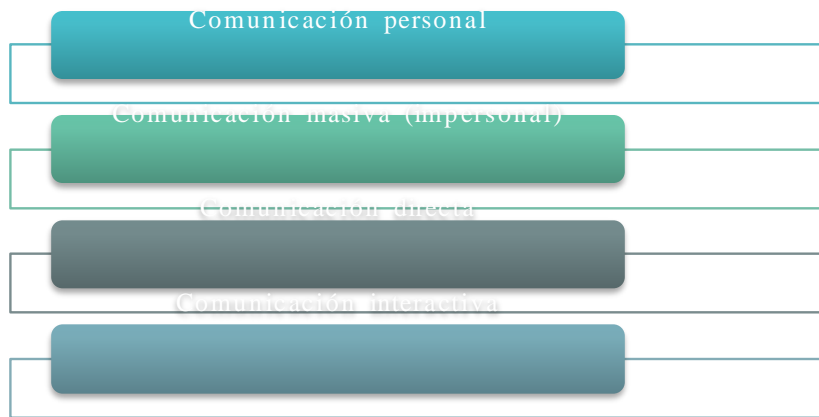 Comunicación personal
Comunicación masiva (impersonal)
Comunicación directa
Comunicación interactiva